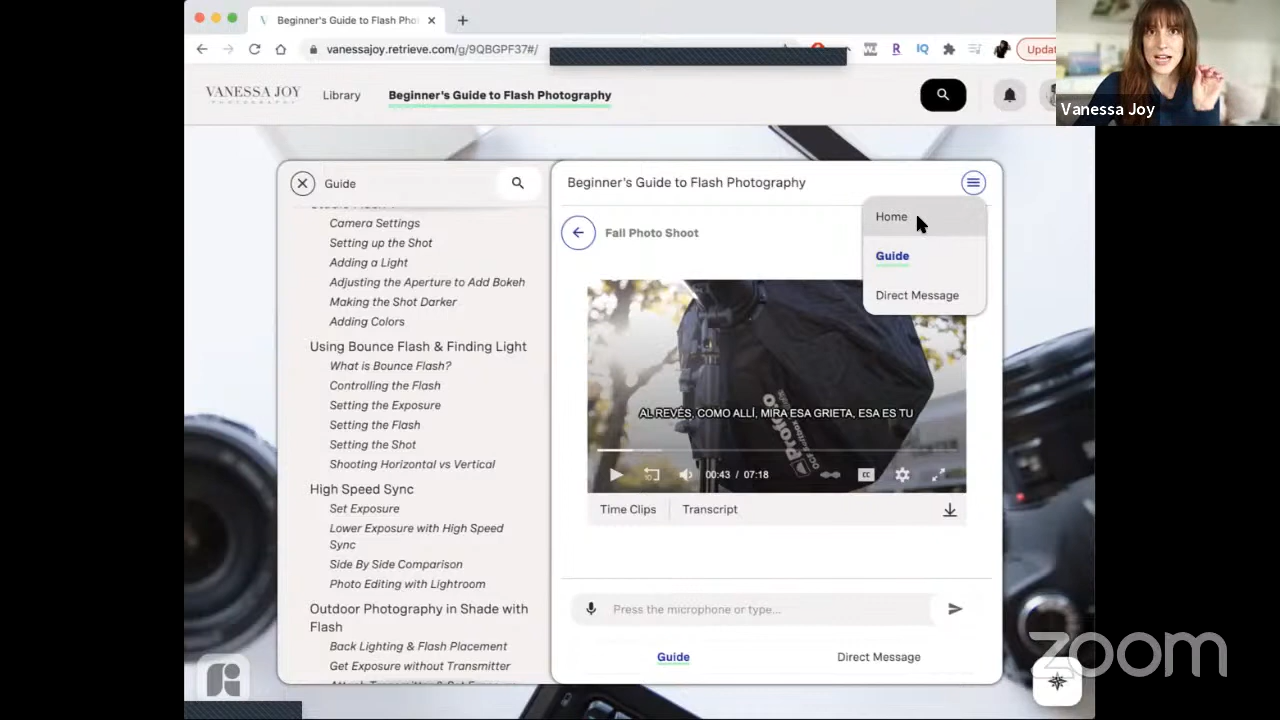 Beginner's Guide to Flash Pho
vanessajoy.retrieve.com/g/9QBGPF37#/
W
R
IQ
Updat
VANESSA JOY
PHOTOGRAPHY
Library
Beginner's Guide to Flash Photography
Vanessa Joy
Guide
Camera Settings
Setting up the Shot
Adding a Light
Adjusting the Aperture to Add Bokeh
Making the Shot Darker
Adding Colors
Using Bounce Flash & Finding Light
What is Bounce Flash?
Controlling the Flash
Setting the Exposure
Setting the Flash
Setting the Shot
Shooting Horizontal vs Vertical
High Speed Sync
Set Exposure
Lower Exposure with High Speed
Sync
Side By Side Comparison
Photo Editing with Lightroom
Outdoor Photography in Shade with
Flash
Back Lighting & Flash Placement
Get Exposure without Transmitter
Beginner's Guide to Flash Photography
Fall Photo Shoot
Home
Guide
Direct Message
Profoto
OCF Softbox
AL REVÉS, COMO ALLÍ, MIRA ESA GRIETA, ESA ES TU
10
00:43 / 07:18
CC
Time Clips
Transcript
Press the microphone or type...
Guide
Direct Message
zoom